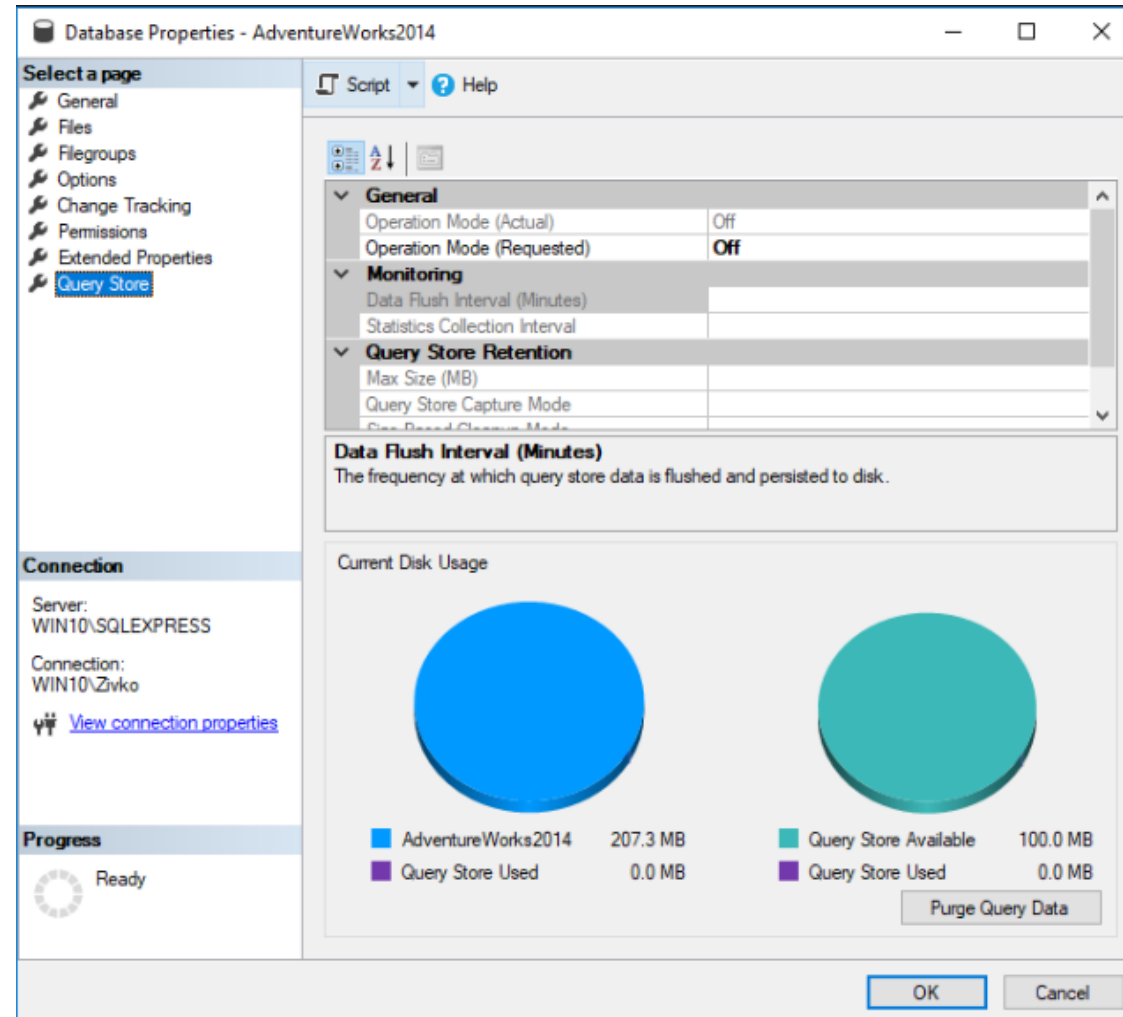 Database Properties - AdventureWorks2014
Select a page
General
Files
Filegroups
Options
Change Tracking
Permissions
Extended Properties
Query Store
Script
Help
General
Operation Mode (Actual) Off
Operation Mode (Requested) Off
Monitoring
Data Flush Interval (Minutes)
Statistics Collection Interval
Query Store Retention
Max Size (MB)
Query Store Capture Mode
Size Based Cleanup Mode
Data Flush Interval (Minutes)
The frequency at which query store data is flushed and persisted to disk.
Connection
Server:
WIN10\SQLEXPRESS
Connection:
WIN10\Zivko
View connection properties
Progress
Ready
Current Disk Usage
AdventureWorks2014 207.3 MB
Query Store Used 0.0 MB
Query Store Available 100.0 MB
Query Store Used 0.0 MB
Purge Query Data
OK Cancel